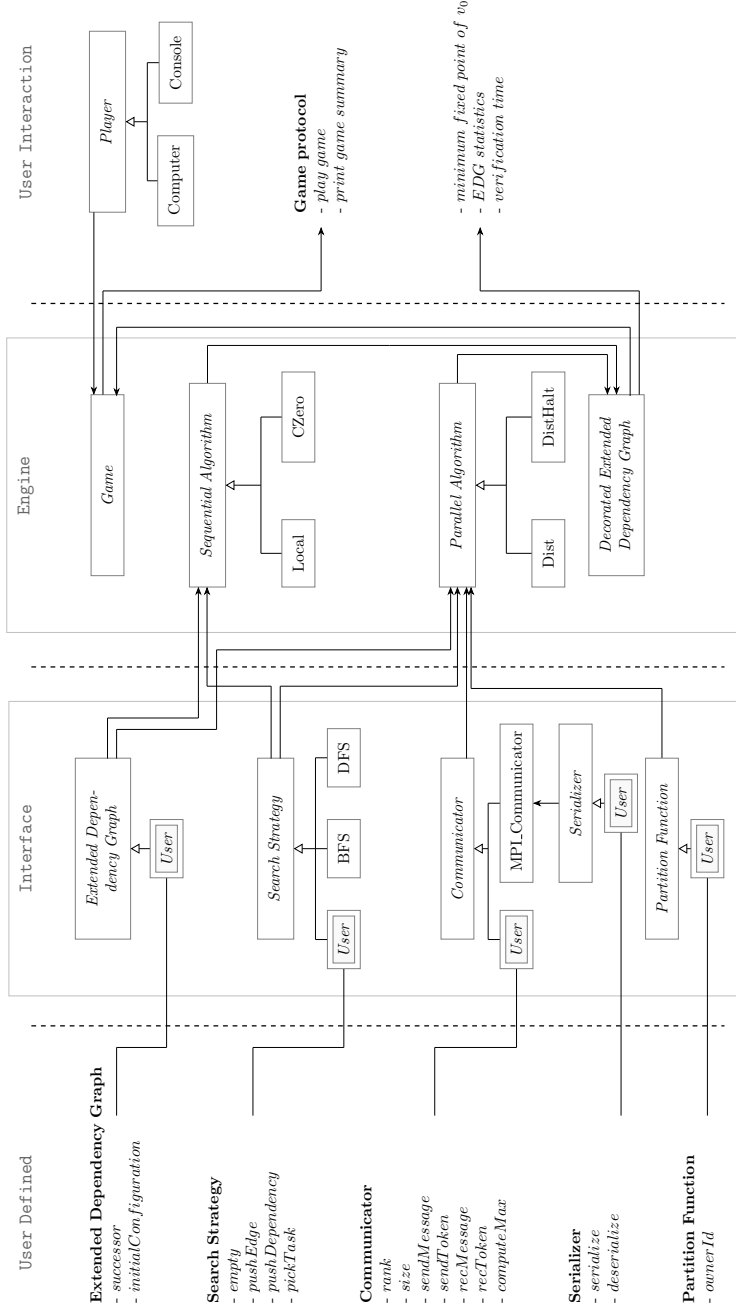 User Defined
Extended Dependency Graph
- successor
- initialConfiguration
Search Strategy
- empty
- pushEdge
- pushDependency
- pickTask
Communicator
- rank
- size
- sendMessage
- sendToken
- recMessage
- recToken
- computeMax
Serializer
- serialize
- deserialize
Partition Function
- ownerId
Interface
Extended Depen-
dency Graph
User
Search Strategy
User
BFS
DFS
Communicator
User
MPI_Communicator
Serializer
User
Partition Function
User
Engine
Game
Sequential Algorithm
Local
CZero
Parallel Algorithm
Dist
DistHalt
Decorated Extended
Dependency Graph
User Interaction
Player
Computer
Console
Game protocol
- play game
- print game summary
- minimum fixed point of v₀
- EDG statistics
- verification time